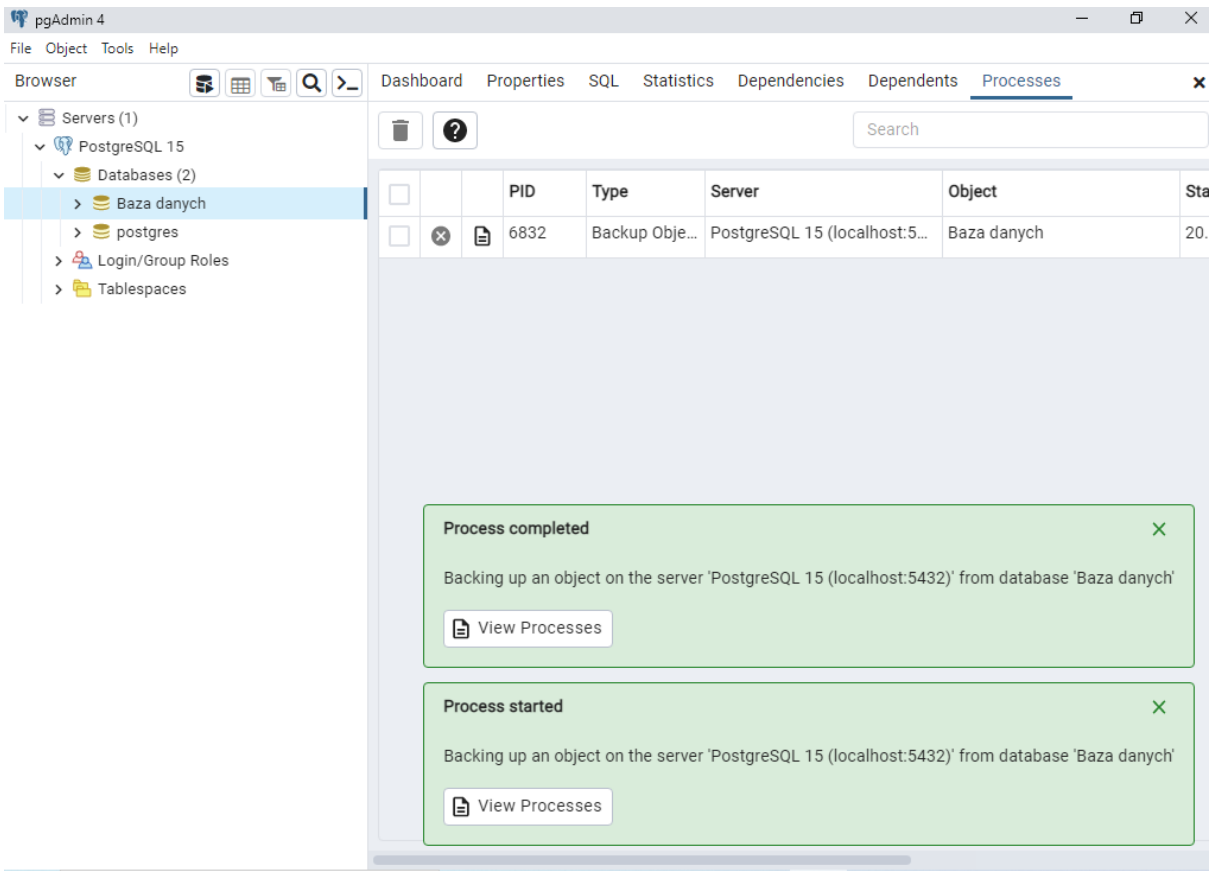 pgAdmin 4
File Object Tools Help
Browser
Servers (1)
PostgreSQL 15
Databases (2)
Baza danych
postgres
Login/Group Roles
Tablespaces
Dashboard Properties SQL Statistics Dependencies Dependents Processes
Search
PID Type Server Object Sta
6832 Backup Obje... PostgreSQL 15 (localhost:5... Baza danych 20.
Process completed
Backing up an object on the server 'PostgreSQL 15 (localhost:5432)' from database 'Baza danych'
View Processes
Process started
Backing up an object on the server 'PostgreSQL 15 (localhost:5432)' from database 'Baza danych'
View Processes